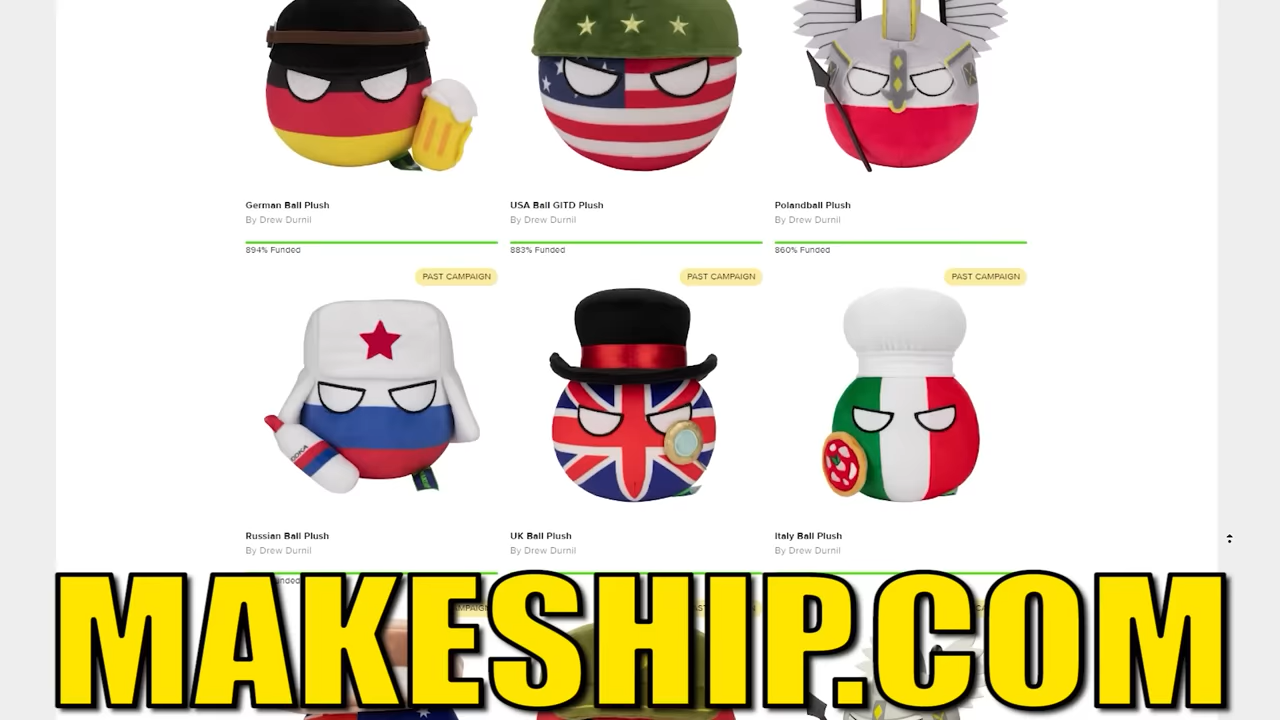 German Ball Plush
By Drew Durnil
894% Funded
USA Ball GITD Plush
By Drew Durnil
883% Funded
Polandball Plush
By Drew Durnil
860% Funded
PAST CAMPAIGN
PAST CAMPAIGN
PAST CAMPAIGN
Russian Ball Plush
By Drew Durnil
UK Ball Plush
By Drew Durnil
Italy Ball Plush
By Drew Durnil
MAKESHIP.COM